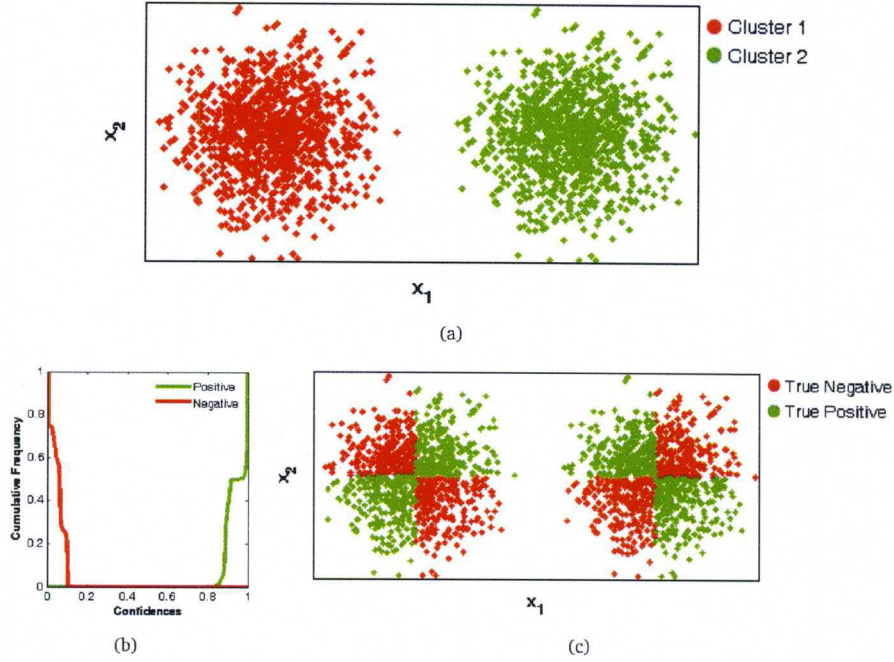 Cluster 1
Cluster 2
x2
x1
(a)
1
0.8
0.6
0.4
0.2
0
Cumulative Frequency
Positive
Negative
0 0.2 0.4 0.6 0.8 1
Confidences
(b)
True Negative
True Positive
x2
x1
(c)